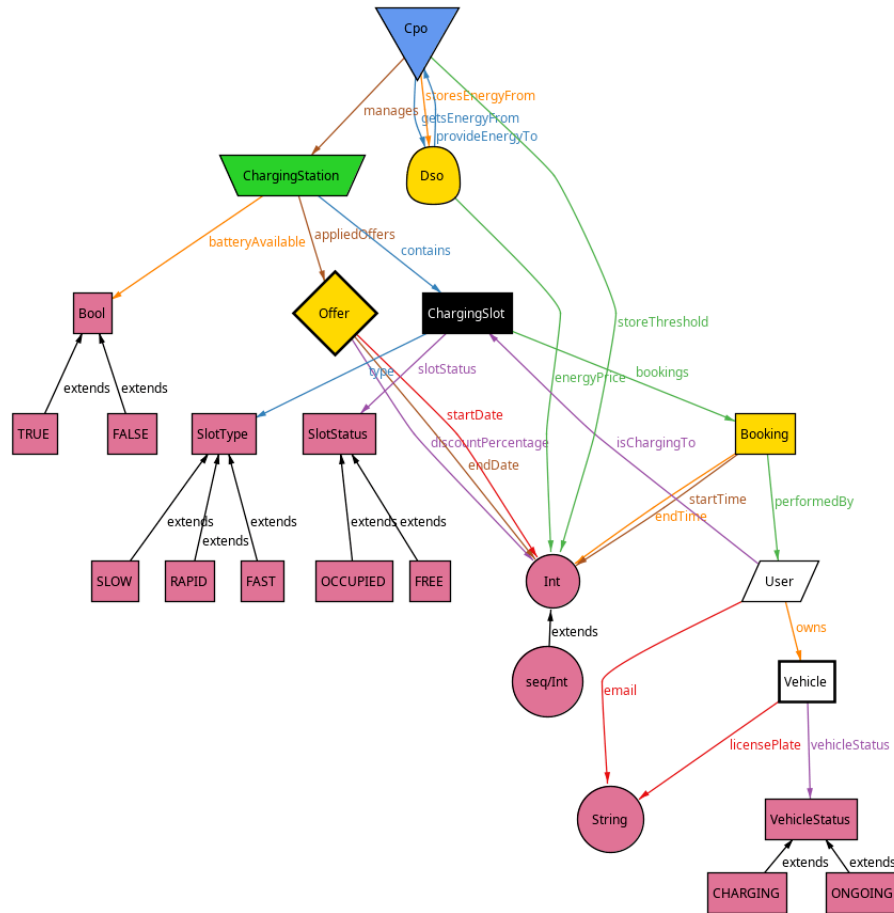 Cpo
storesEnergyFrom
manages
getsEnergyFrom
provideEnergyTo
ChargingStation
Dso
appliedOffers
batteryAvailable
contains
Bool
Offer
ChargingSlot
storeThreshold
extends
extends
type
slotStatus
bookings
energyPrice
startDate
TRUE
FALSE
SlotType
SlotStatus
discountPercentage
isChargingTo
Booking
endDate
startTime
endTime
performedBy
extends
extends
extends
extends
extends
SLOW
RAPID
FAST
OCCUPIED
FREE
Int
User
extends
owns
seq/Int
email
Vehicle
licensePlate
vehicleStatus
String
VehicleStatus
extends
extends
CHARGING
ONGOING